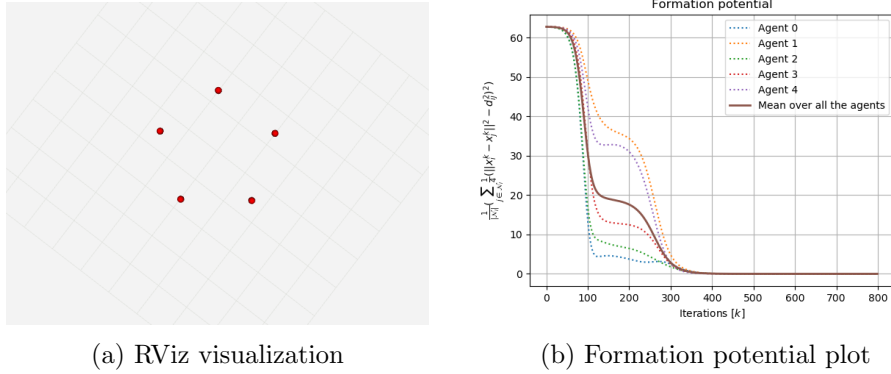 Formation potential
60
50
40
30
20
10
0
0 100 200 300 400 500 600 700 800
Iterations [k]
Agent 0
Agent 1
Agent 2
Agent 3
Agent 4
Mean over all the agents
(a) RViz visualization
(b) Formation potential plot